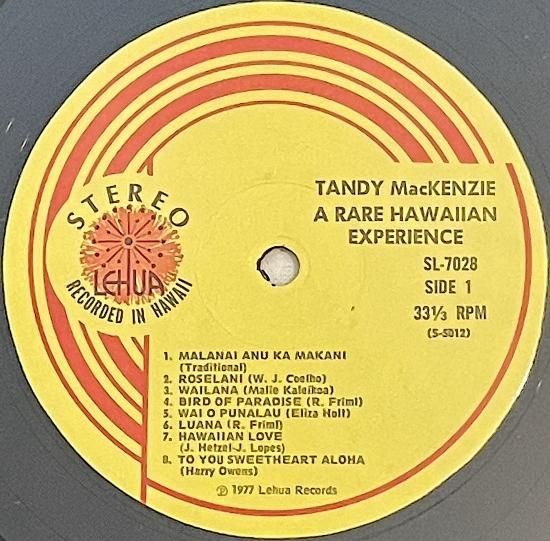 STEREO
LEHUA
RECORDED IN HAWAII
TANDY MacKENZIE
A RARE HAWAIIAN
EXPERIENCE
SL-7028
SIDE 1
33⅓ RPM
(S-5012)
1. MALANAI ANU KA MAKANI
(Traditional)
2. ROSELANI (W. J. Coelho)
3. WAILANA (Malie Kaleikoa)
4. BIRD OF PARADISE (R. Friml)
5. WAI O PUNALAU (Eliza Holt)
6. LUANA (R. Friml)
7. HAWAIIAN LOVE
(J. Hetzel-J. Lopes)
8. TO YOU SWEETHEART ALOHA
(Harry Owens)
℗ 1977 Lehua Records